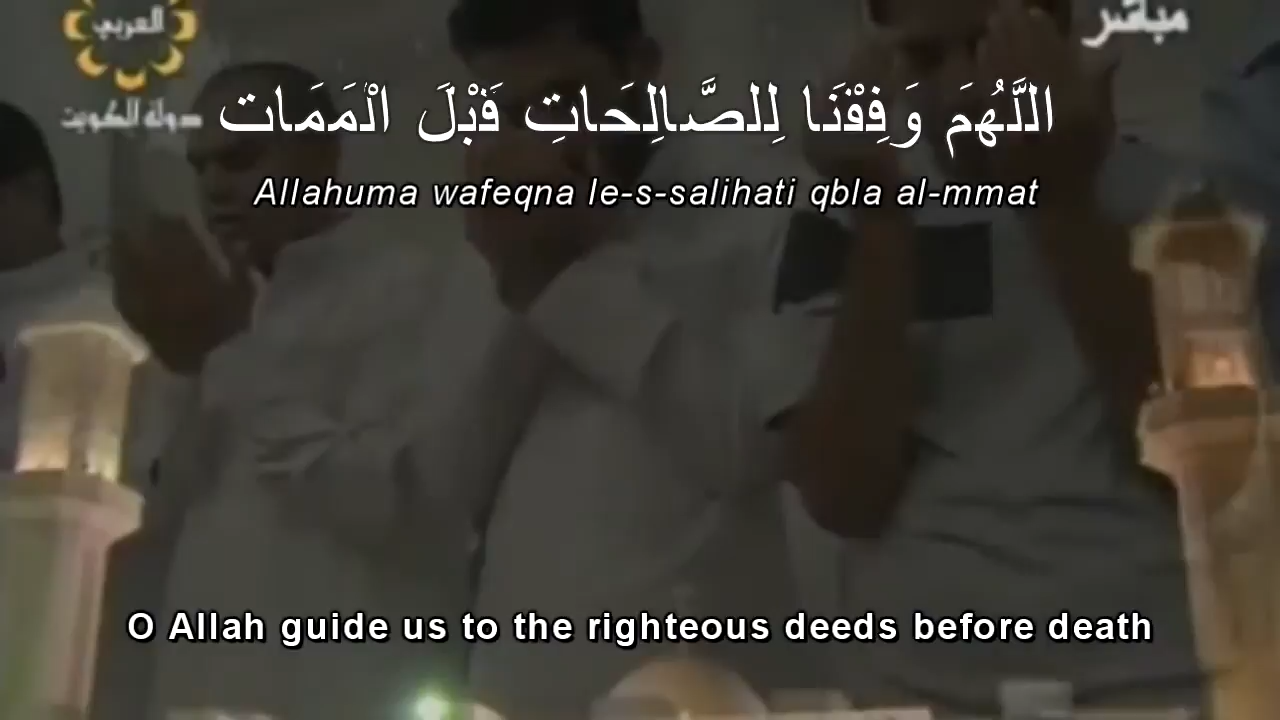 العربي
مباشر
دولة الكويت
اللَّهُمَ وَفِقْنَا لِلصَّالِحَاتِ قَبْلَ الْمَمَات
Allahuma wafeqna le-s-salihati qbla al-mmat
O Allah guide us to the righteous deeds before death